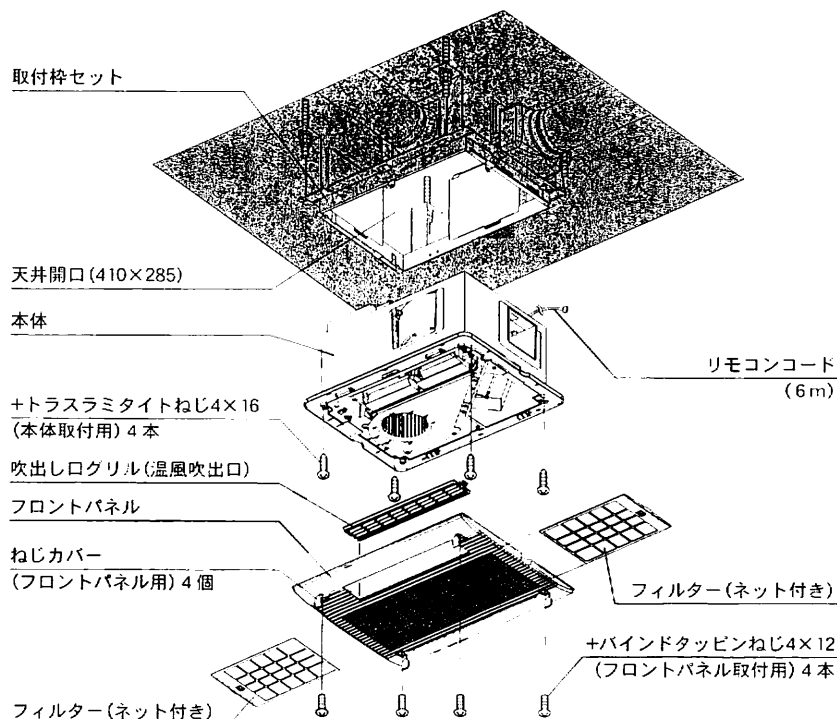 取付枠セット
天井開口(410×285)
本体
リモコンコード
(6m)
+トラスラミタイトねじ4×16
(本体取付用)4本
吹出し口グリル(温風吹出口)
フロントパネル
ねじカバー
(フロントパネル用)4個
フィルター(ネット付き)
+バインドタッピンねじ4×12
(フロントパネル取付用)4本
フィルター(ネット付き)